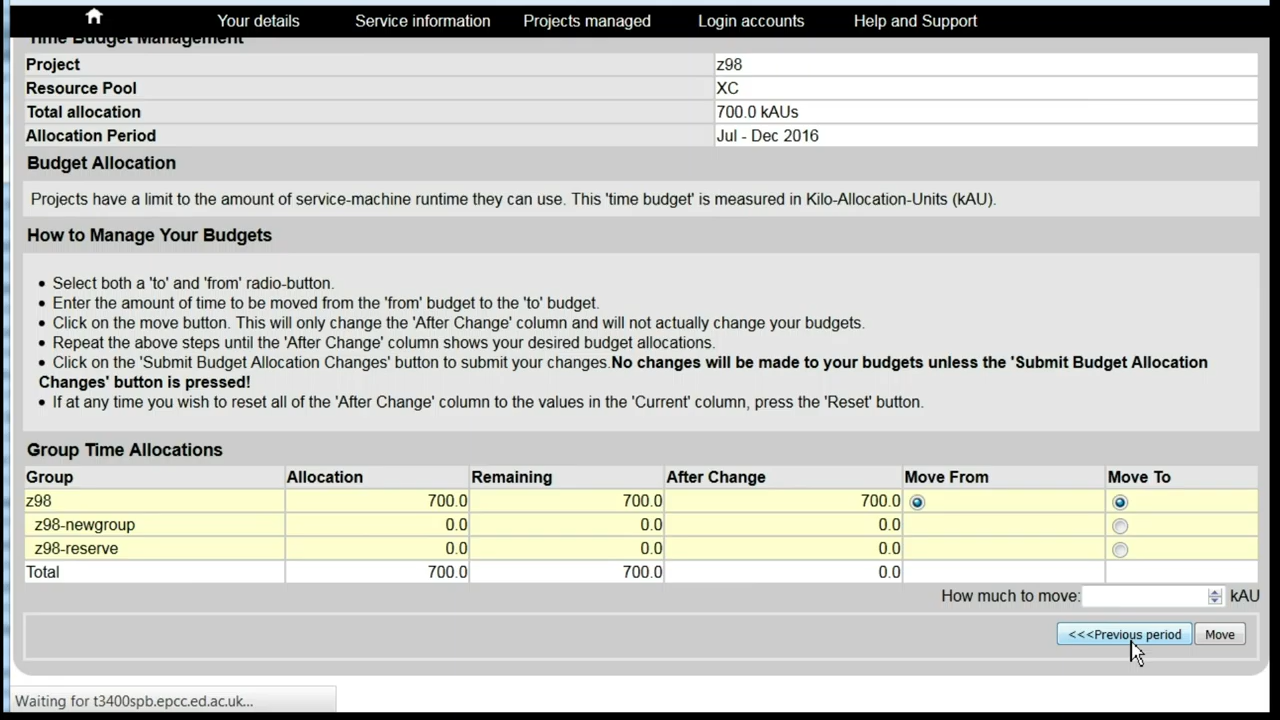 Your details Service information Projects managed Login accounts Help and Support
Time Budget Management
Project z98
Resource Pool XC
Total allocation 700.0 kAUs
Allocation Period Jul - Dec 2016
Budget Allocation
Projects have a limit to the amount of service-machine runtime they can use. This 'time budget' is measured in Kilo-Allocation-Units (kAU).
How to Manage Your Budgets
• Select both a 'to' and 'from' radio-button.
• Enter the amount of time to be moved from the 'from' budget to the 'to' budget.
• Click on the move button. This will only change the 'After Change' column and will not actually change your budgets.
• Repeat the above steps until the 'After Change' column shows your desired budget allocations.
• Click on the 'Submit Budget Allocation Changes' button to submit your changes.No changes will be made to your budgets unless the 'Submit Budget Allocation
Changes' button is pressed!
• If at any time you wish to reset all of the 'After Change' column to the values in the 'Current' column, press the 'Reset' button.
Group Time Allocations
Group Allocation Remaining After Change Move From Move To
z98 700.0 700.0 700.0
z98-newgroup 0.0 0.0 0.0
z98-reserve 0.0 0.0 0.0
Total 700.0 700.0 0.0
How much to move: kAU
<<<Previous period Move
Waiting for t3400spb.epcc.ed.ac.uk...